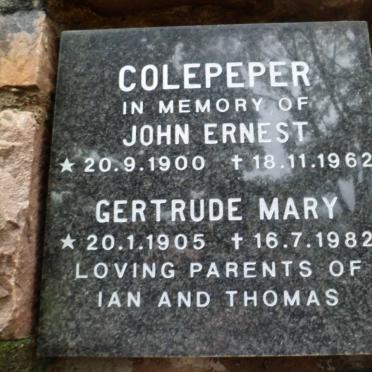 COLEPEPER
IN MEMORY OF
JOHN ERNEST
★ 20.9.1900 ✝ 18.11.1962
GERTRUDE MARY
★ 20.1.1905 ✝ 16.7.1982
LOVING PARENTS OF
IAN AND THOMAS